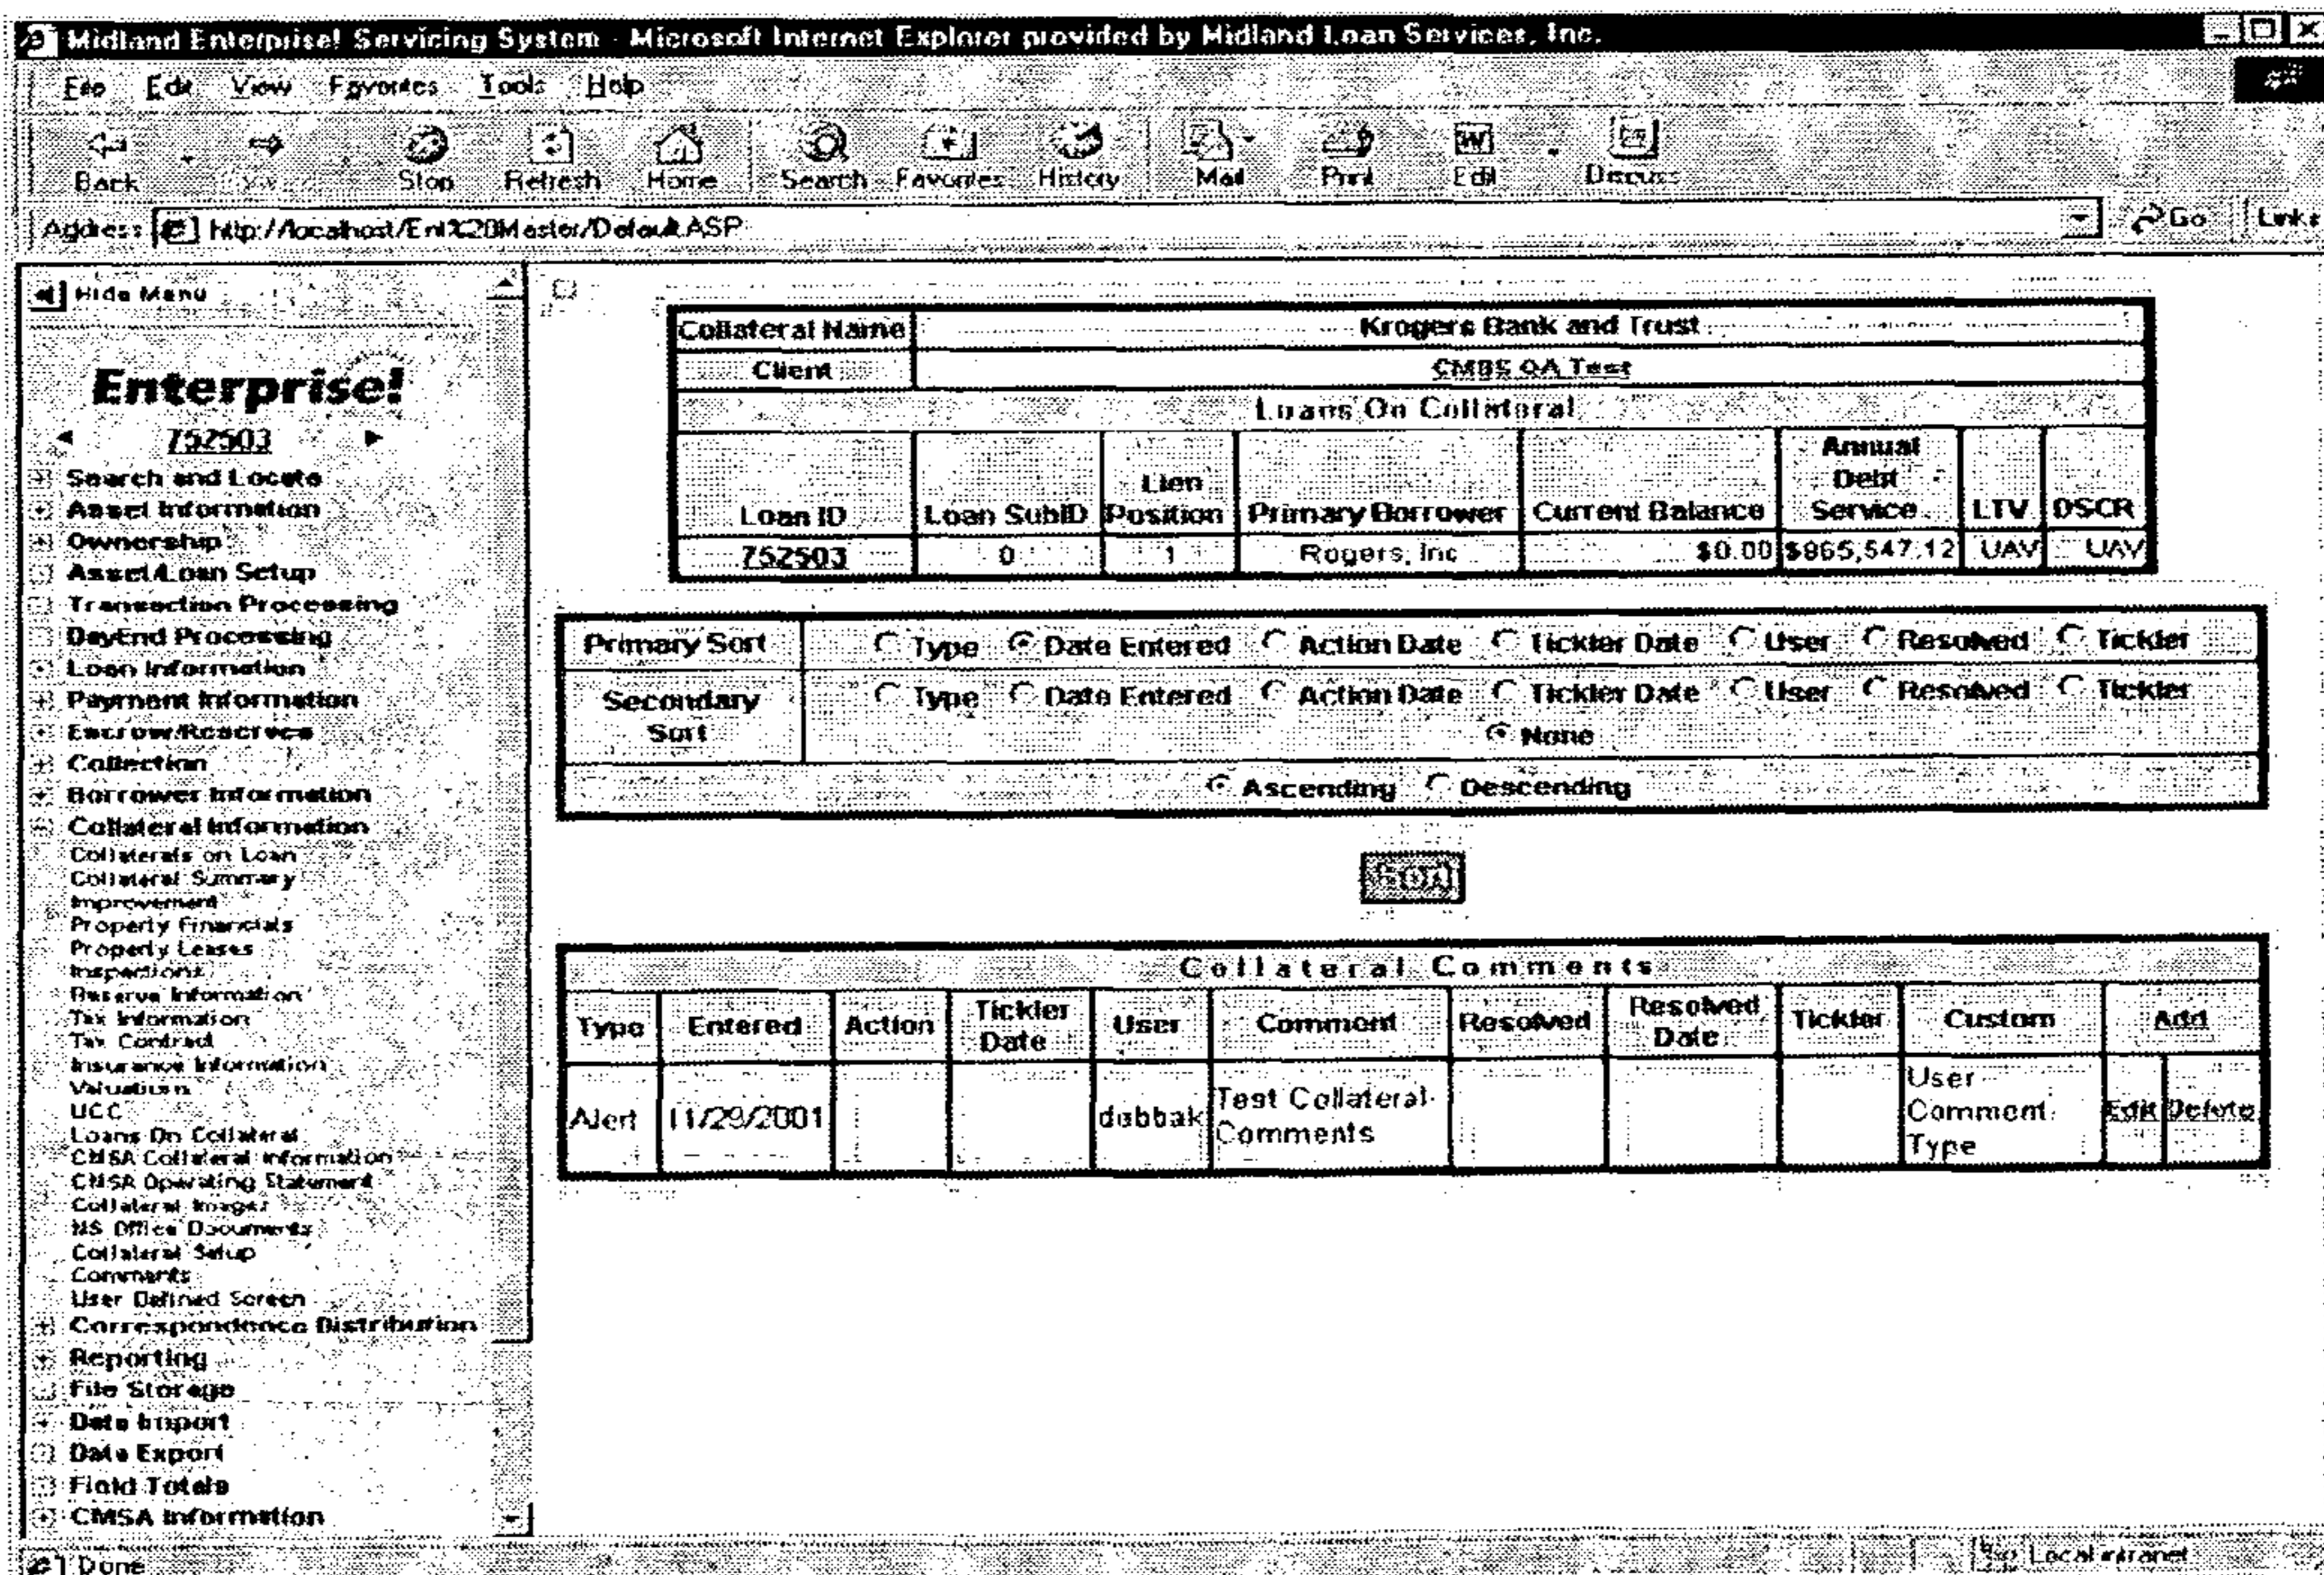 Midland Enterprise! Servicing System - Microsoft Internet Explorer provided by Midland Loan Services, Inc.
File Edit View Favorites Tools Help
Back Stop Refresh Home Search Favorites History Mail Print Edit Discuss
Address http://localhost/Ent%20Master/Default.ASP Go Links
Hide Menu
Enterprise!
752503
Search and Locate
Asset Information
Ownership
Asset/Loan Setup
Transaction Processing
DayEnd Processing
Loan Information
Payment Information
Escrow/Reserves
Collection
Borrower Information
Collateral Information
Collaterals on Loan
Collateral Summary
Improvement
Property Financials
Property Leases
Inspections
Reserve Information
Tax Information
Tax Contract
Insurance Information
Valuations
UCC
Loans On Collateral
CMSA Collateral Information
CMSA Operating Statement
Collateral Images
MS Office Documents
Collateral Setup
Comments
User Defined Screen
Correspondence Distribution
Reporting
File Storage
Data Import
Data Export
Field Totals
CMSA Information
Collateral Name Krogers Bank and Trust
Client CMBS QA Test
Loans On Collateral
Loan ID Loan SubID Lien Position Primary Borrower Current Balance Annual Debt Service LTV DSCR
752503 0 1 Rogers, Inc $0.00 $865,547.12 UAV UAV
Primary Sort Type Date Entered Action Date Tickler Date User Resolved Tickler
Secondary Sort Type Date Entered Action Date Tickler Date User Resolved Tickler
None
Ascending Descending
Sort
Collateral Comments
Type Entered Action Tickler Date User Comment Resolved Resolved Date Tickler Custom Add
Alert 11/29/2001 debbak Test Collateral Comments User Comment Type Edit Delete
Done Local intranet